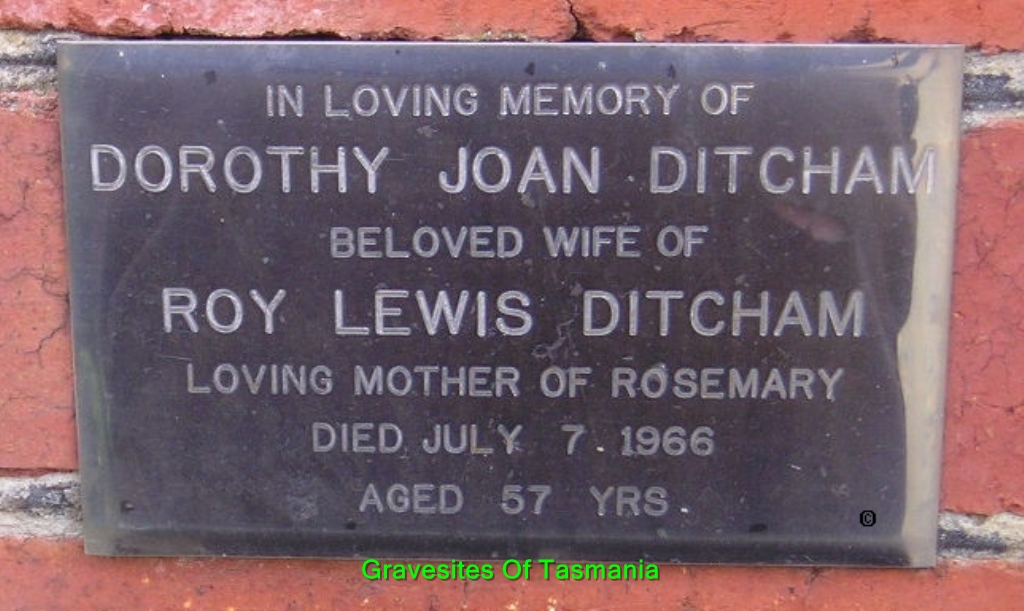 IN LOVING MEMORY OF
DOROTHY JOAN DITCHAM
BELOVED WIFE OF
ROY LEWIS DITCHAM
LOVING MOTHER OF ROSEMARY
DIED JULY 7. 1966
AGED 57 YRS.
©
Gravesites Of Tasmania